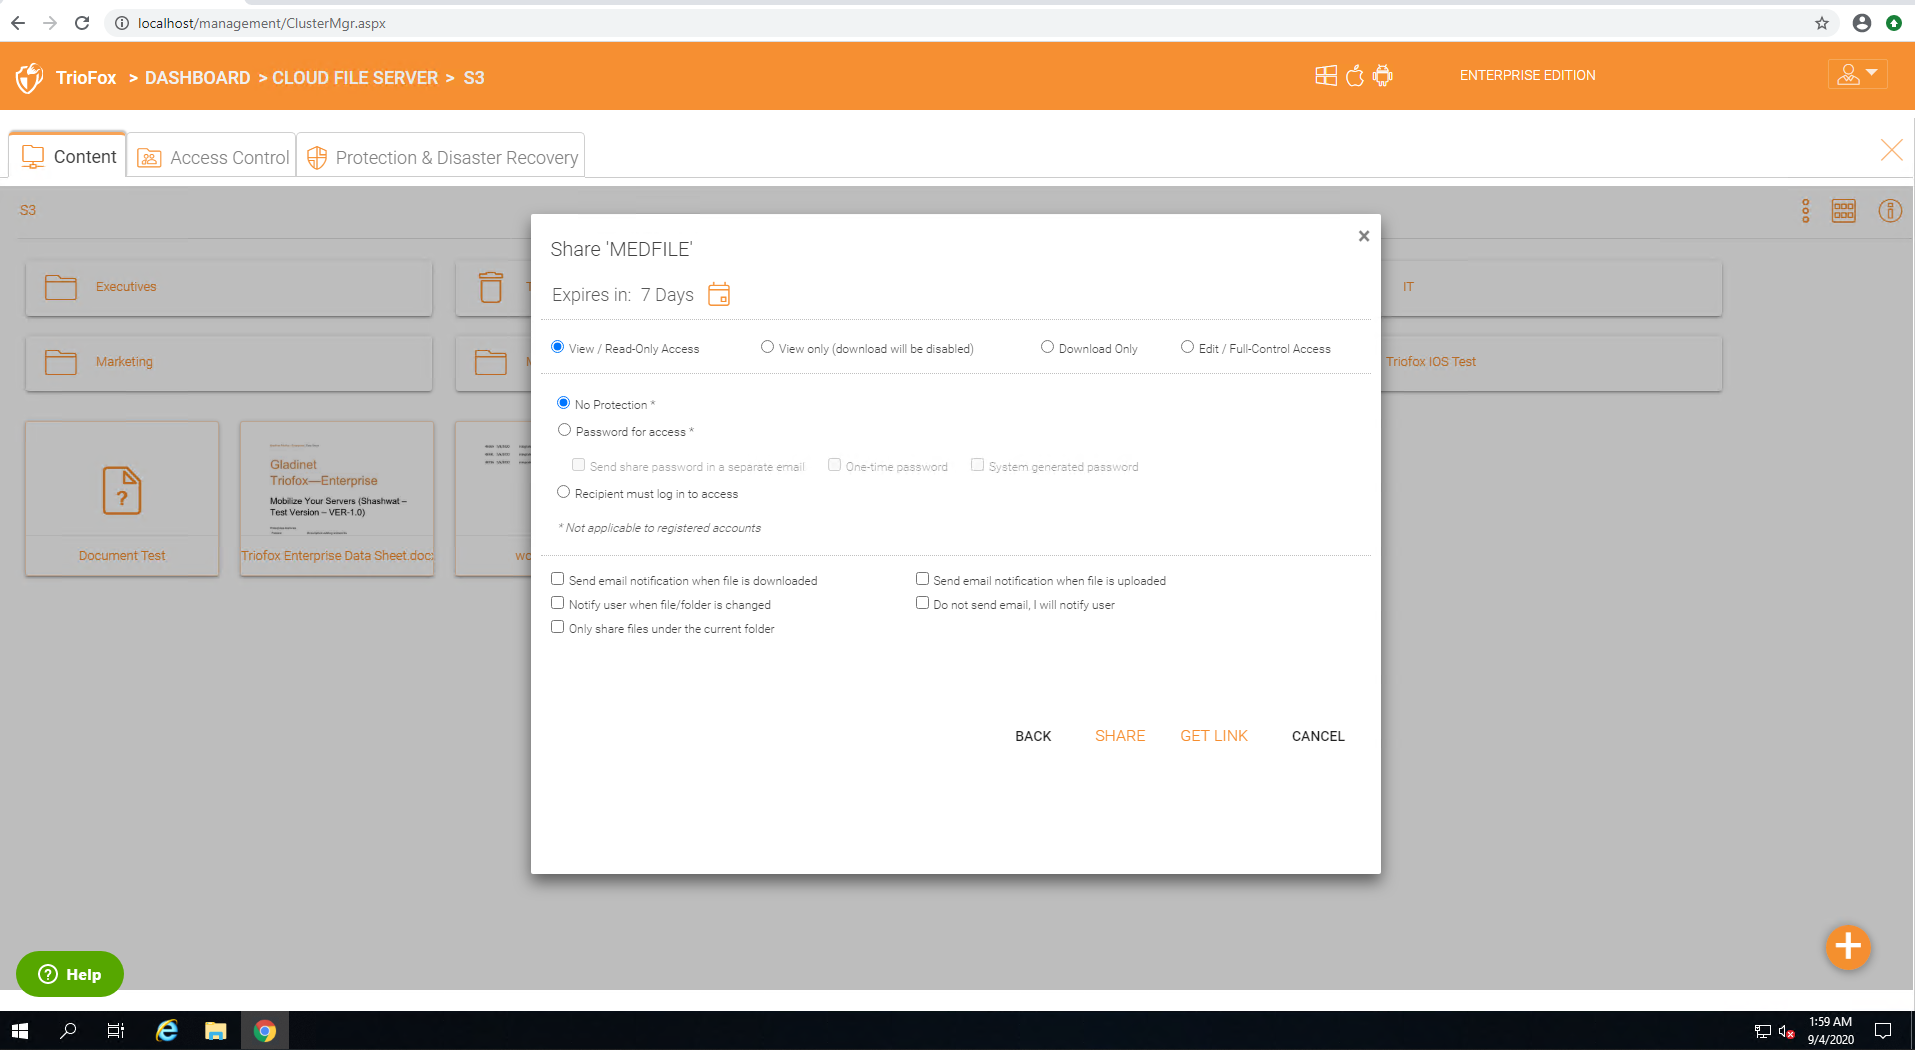 localhost/management/ClusterMgr.aspx
TrioFox > DASHBOARD > CLOUD FILE SERVER > S3
ENTERPRISE EDITION
Content
Access Control
Protection & Disaster Recovery
S3
Share 'MEDFILE'
×
Expires in: 7 Days
Executives
T
IT
View / Read-Only Access
View only (download will be disabled)
Download Only
Edit / Full-Control Access
Marketing
Triofox IOS Test
No Protection *
Password for access *
Send share password in a separate email
One-time password
System generated password
Recipient must log in to access
* Not applicable to registered accounts
Gladinet
Triofox—Enterprise
Mobilize Your Servers (Shashwat –
Test Version – VER-1.0)
?
Document Test
Triofox Enterprise Data Sheet.docx
wo
Send email notification when file is downloaded
Send email notification when file is uploaded
Notify user when file/folder is changed
Do not send email, I will notify user
Only share files under the current folder
BACK
SHARE
GET LINK
CANCEL
? Help
1:59 AM
9/4/2020